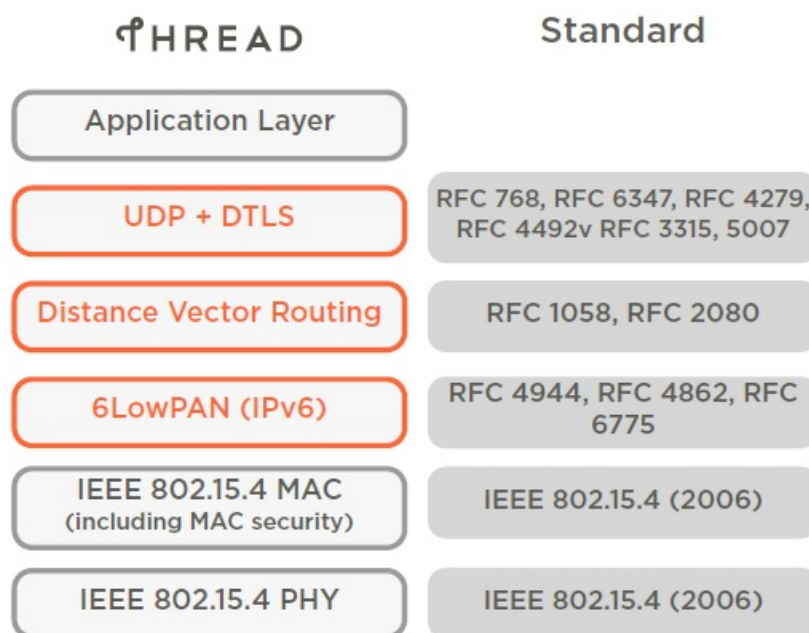 THREAD
Standard
Application Layer
UDP + DTLS
RFC 768, RFC 6347, RFC 4279,
RFC 4492v RFC 3315, 5007
Distance Vector Routing
RFC 1058, RFC 2080
6LowPAN (IPv6)
RFC 4944, RFC 4862, RFC
6775
IEEE 802.15.4 MAC
(including MAC security)
IEEE 802.15.4 (2006)
IEEE 802.15.4 PHY
IEEE 802.15.4 (2006)